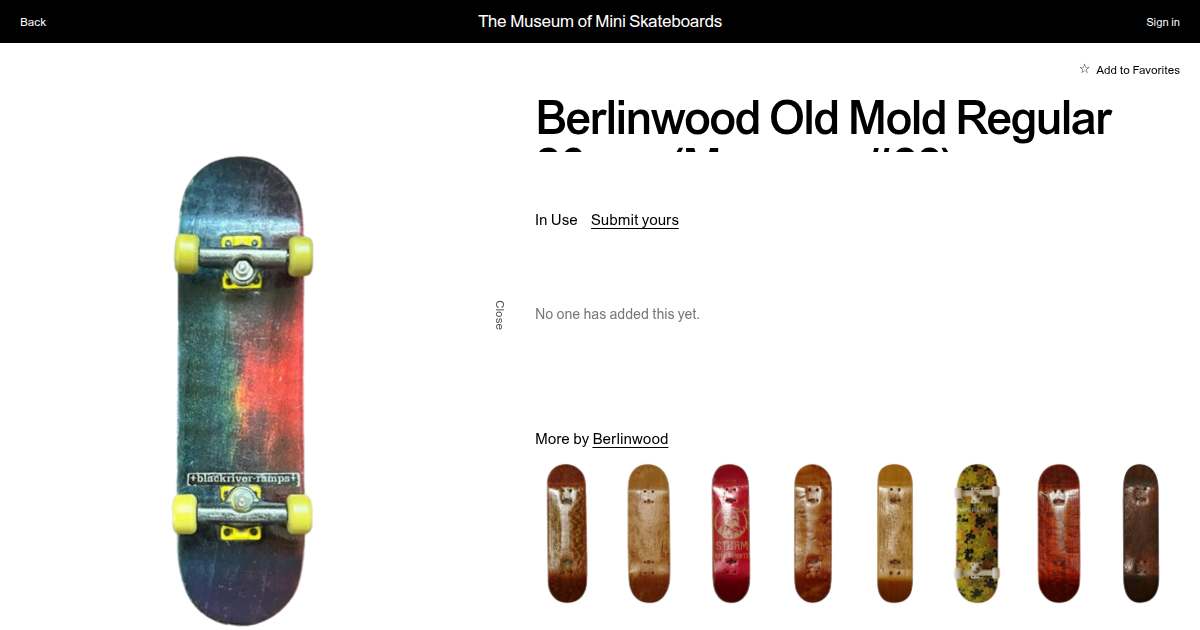 Back
The Museum of Mini Skateboards
Sign in
☆ Add to Favorites
Berlinwood Old Mold Regular
In Use Submit yours
Close
No one has added this yet.
+blackriver-ramps+
More by Berlinwood
STURM